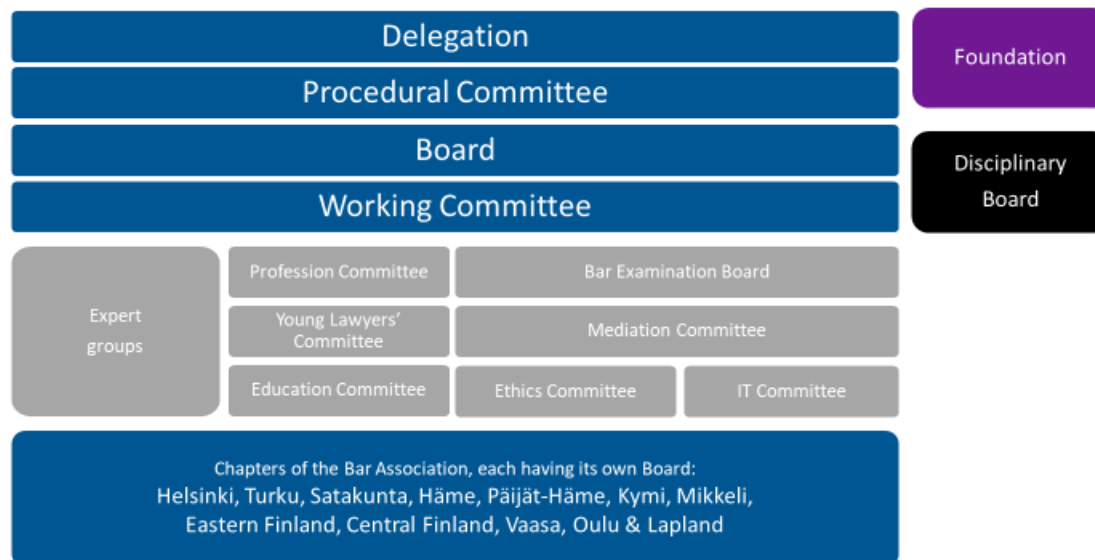 Delegation
Procedural Committee
Board
Working Committee
Foundation
Disciplinary
Board
Expert
groups
Profession Committee
Bar Examination Board
Young Lawyers’
Committee
Mediation Committee
Education Committee
Ethics Committee
IT Committee
Chapters of the Bar Association, each having its own Board:
Helsinki, Turku, Satakunta, Häme, Päijät-Häme, Kymi, Mikkeli,
Eastern Finland, Central Finland, Vaasa, Oulu & Lapland